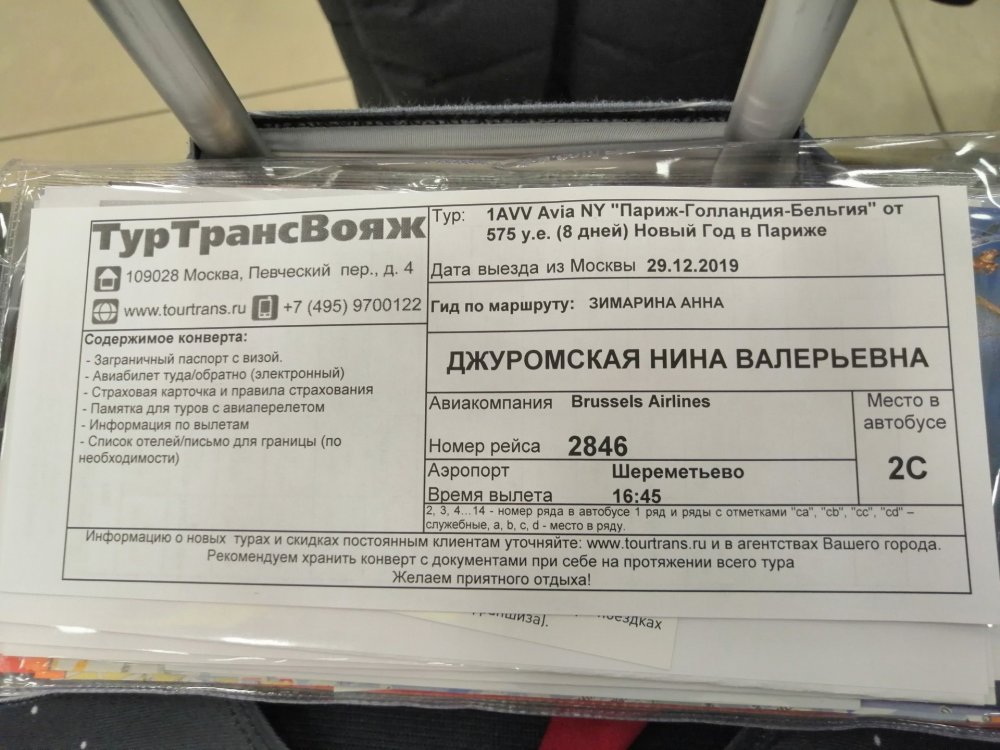 ТурТрансВояж
109028 Москва, Певческий пер., д. 4
www.tourtrans.ru +7 (495) 9700122
Содержимое конверта:
- Заграничный паспорт с визой.
- Авиабилет туда/обратно (электронный)
- Страховая карточка и правила страхования
- Памятка для туров с авиаперелетом
- Информация по вылетам
- Список отелей/письмо для границы (по
необходимости)
Тур: 1AVV Avia NY "Париж-Голландия-Бельгия" от
575 у.е. (8 дней) Новый Год в Париже
Дата выезда из Москвы 29.12.2019
Гид по маршруту: ЗИМАРИНА АННА
ДЖУРОМСКАЯ НИНА ВАЛЕРЬЕВНА
Авиакомпания Brussels Airlines
Номер рейса 2846
Аэропорт Шереметьево
Время вылета 16:45
Место в
автобусе
2C
2, 3, 4...14 - номер ряда в автобусе 1 ряд и ряды с отметками "ca", "cb", "cc", "cd" –
служебные, a, b, c, d - место в ряду.
Информацию о новых турах и скидках постоянным клиентам уточняйте: www.tourtrans.ru и в агентствах Вашего города.
Рекомендуем хранить конверт с документами при себе на протяжении всего тура
Желаем приятного отдыха!
поездках